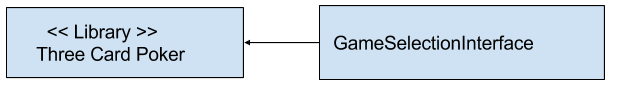 << Library >>
Three Card Poker
GameSelectionInterface